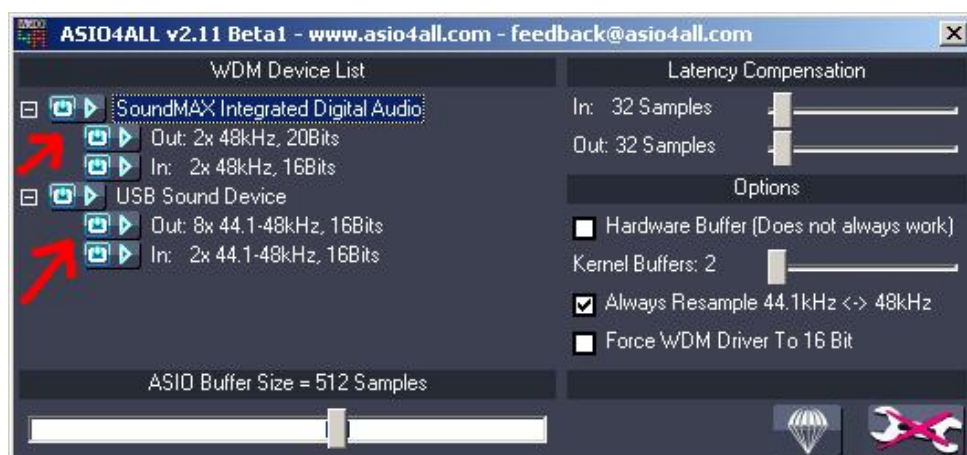 ASIO4ALL v2.11 Beta1 - www.asio4all.com - feedback@asio4all.com
WDM Device List
SoundMAX Integrated Digital Audio
Out: 2x 48kHz, 20Bits
In: 2x 48kHz, 16Bits
USB Sound Device
Out: 8x 44.1-48kHz, 16Bits
In: 2x 44.1-48kHz, 16Bits
ASIO Buffer Size = 512 Samples
Latency Compensation
In: 32 Samples
Out: 32 Samples
Options
Hardware Buffer (Does not always work)
Kernel Buffers: 2
Always Resample 44.1kHz <-> 48kHz
Force WDM Driver To 16 Bit